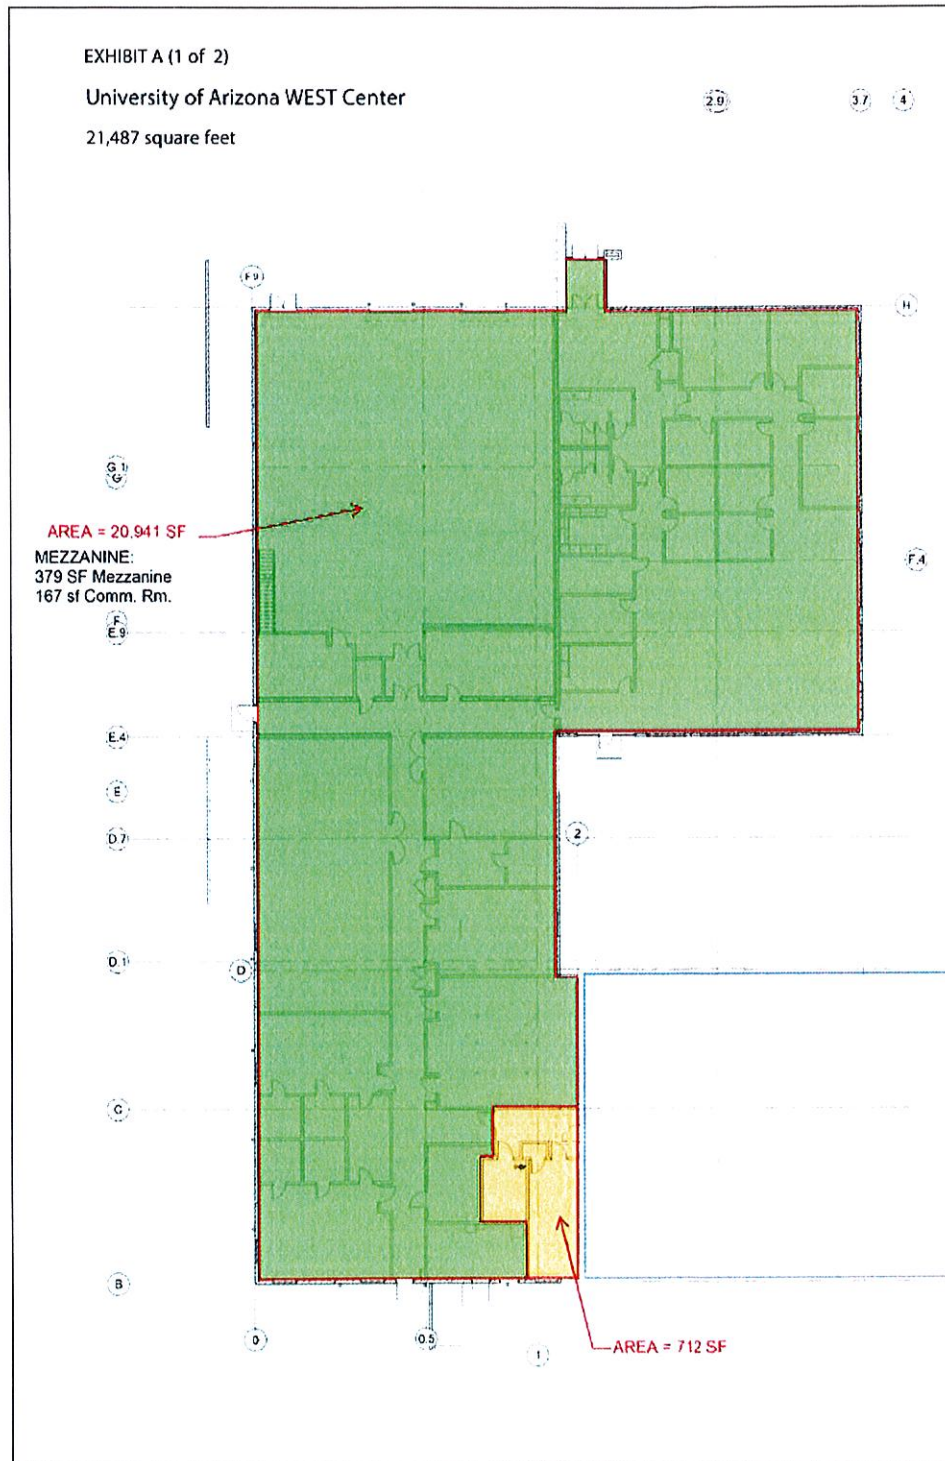 EXHIBIT A (1 of 2)
University of Arizona WEST Center
21,487 square feet
2.9
3.7
4
F.9
H
G.1
G
AREA = 20,941 SF
MEZZANINE:
379 SF Mezzanine
167 sf Comm. Rm.
F.4
F
E.9
E.4
E
D.7
2
D.1
D
C
B
0
0.5
1
AREA = 712 SF